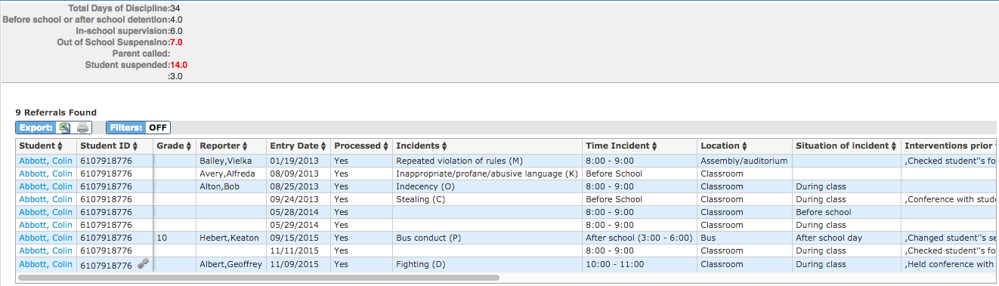 Total Days of Discipline:34
Before school or after school detention:4.0
In-school supervision:6.0
Out of School Suspensino:7.0
Parent called:
Student suspended:14.0
:3.0
9 Referrals Found
Export: Filters: OFF
Student Student ID Grade Reporter Entry Date Processed Incidents Time Incident Location Situation of incident Interventions prior
Abbott, Colin 6107918776 Bailey,Vielka 01/19/2013 Yes Repeated violation of rules (M) 8:00 - 9:00 Assembly/auditorium ,Checked student"s fo
Abbott, Colin 6107918776 Avery,Alfreda 08/09/2013 Yes Inappropriate/profane/abusive language (K) Before School Classroom
Abbott, Colin 6107918776 Alton,Bob 08/25/2013 Yes Indecency (O) 8:00 - 9:00 Classroom During class
Abbott, Colin 6107918776 09/24/2013 Yes Stealing (C) Before School Classroom During class ,Conference with stud
Abbott, Colin 6107918776 05/28/2014 Yes 8:00 - 9:00 Classroom Before school
Abbott, Colin 6107918776 05/29/2014 Yes 8:00 - 9:00 Classroom During class
Abbott, Colin 6107918776 10 Hebert,Keaton 09/15/2015 Yes Bus conduct (P) After school (3:00 - 6:00) Bus After school day ,Changed student"s se
Abbott, Colin 6107918776 11/11/2015 Yes 8:00 - 9:00 Classroom During class ,Checked student"s fo
Abbott, Colin 6107918776 Albert,Geoffrey 11/09/2015 Yes Fighting (D) 10:00 - 11:00 Classroom During class ,Held conference with